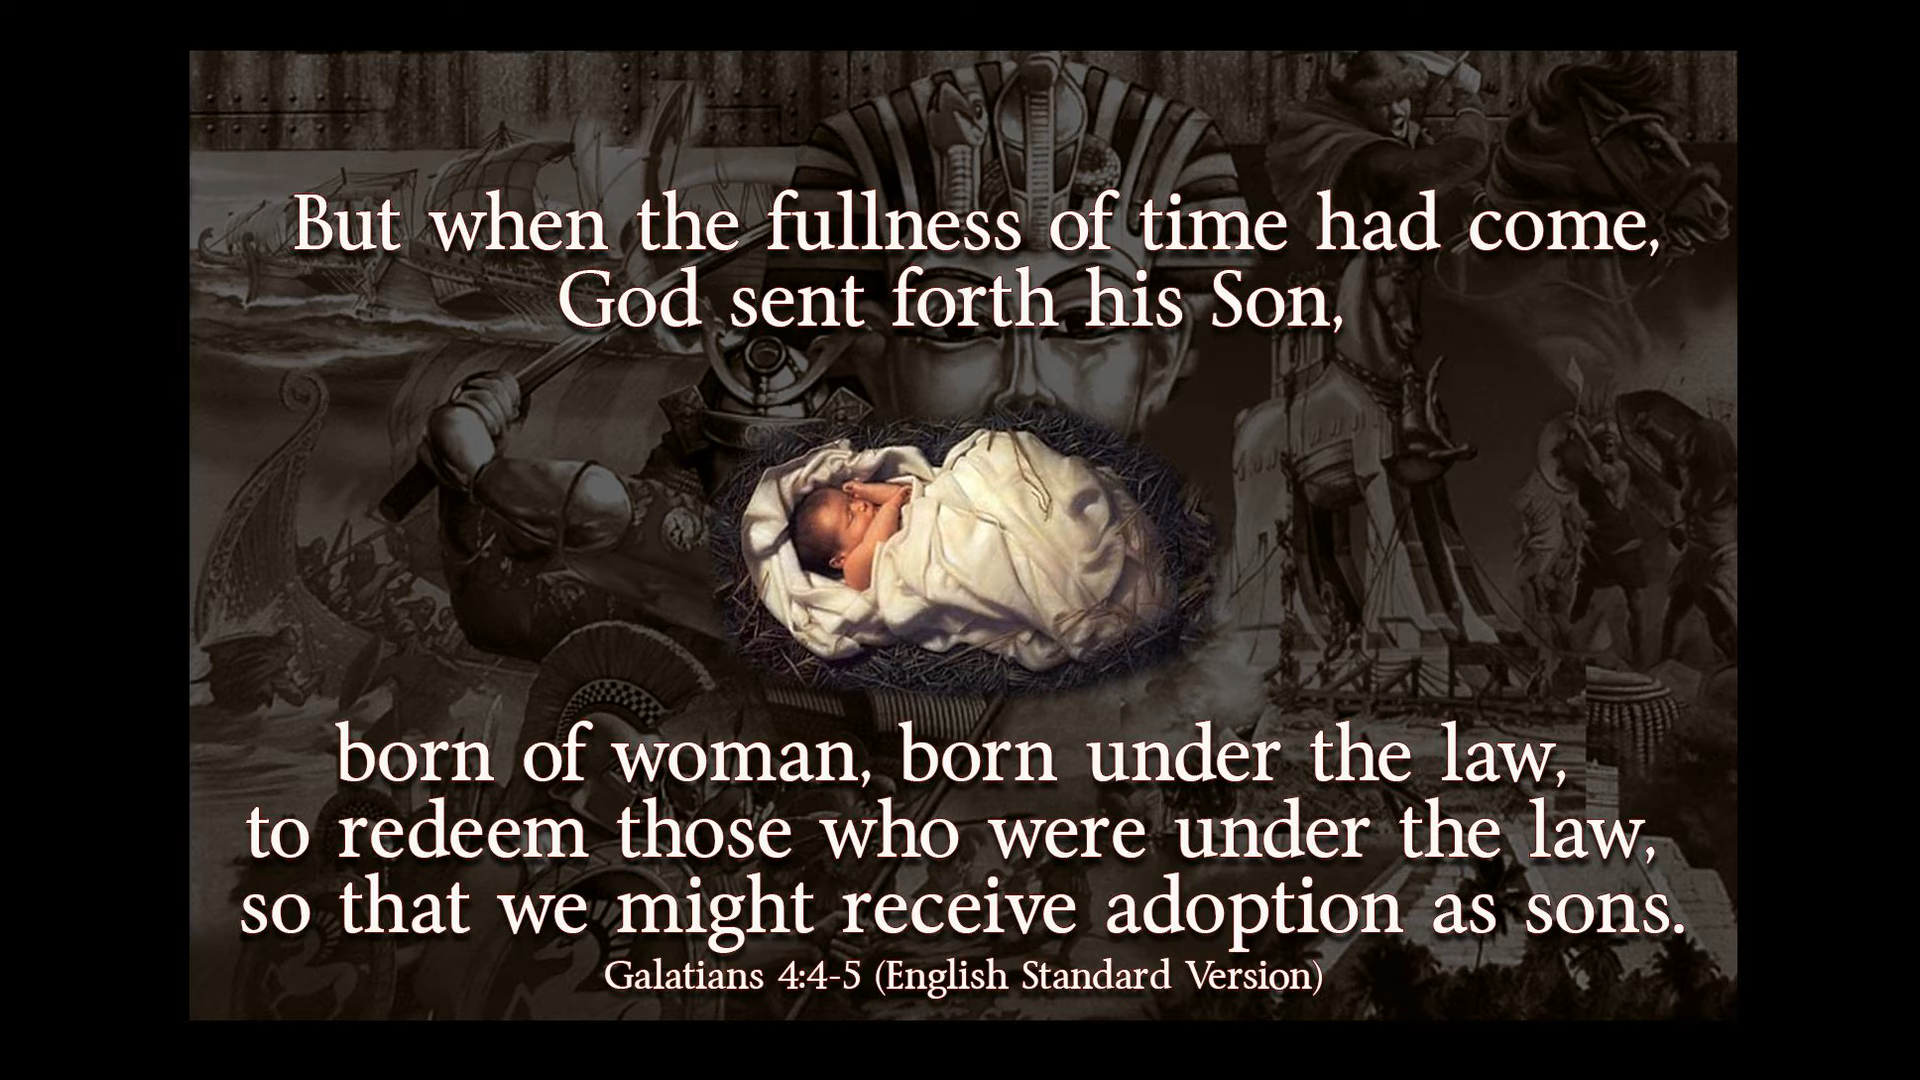 But when the fullness of time had come,
God sent forth his Son,
born of woman, born under the law,
to redeem those who were under the law,
so that we might receive adoption as sons.
Galatians 4:4-5 (English Standard Version)